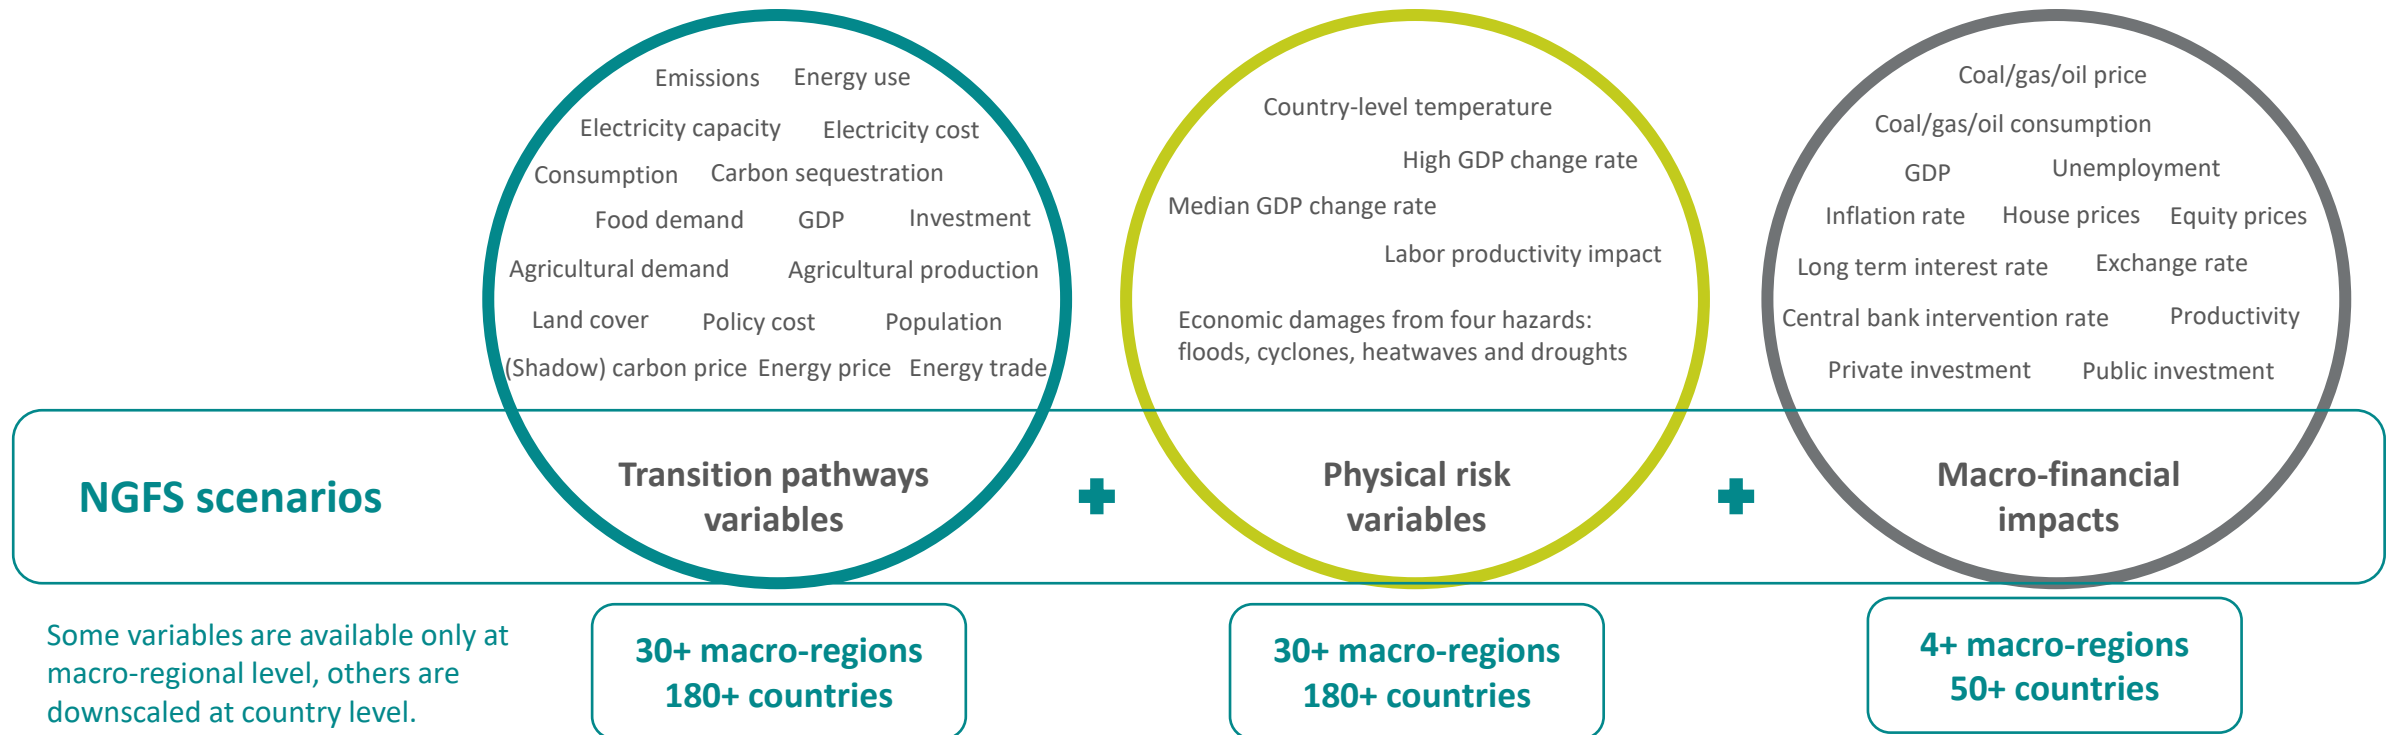 Emissions Energy use
Electricity capacity Electricity cost
Consumption Carbon sequestration
Food demand GDP Investment
Agricultural demand Agricultural production
Land cover Policy cost Population
(Shadow) carbon price Energy price Energy trade
Country-level temperature
High GDP change rate
Median GDP change rate
Labor productivity impact
Economic damages from four hazards:
floods, cyclones, heatwaves and droughts
Coal/gas/oil price
Coal/gas/oil consumption
GDP Unemployment
Inflation rate House prices Equity prices
Long term interest rate Exchange rate
Central bank intervention rate Productivity
Private investment Public investment
NGFS scenarios
Transition pathways
variables
+
Physical risk
variables
+
Macro-financial
impacts
Some variables are available only at
macro-regional level, others are
downscaled at country level.
30+ macro-regions
180+ countries
30+ macro-regions
180+ countries
4+ macro-regions
50+ countries